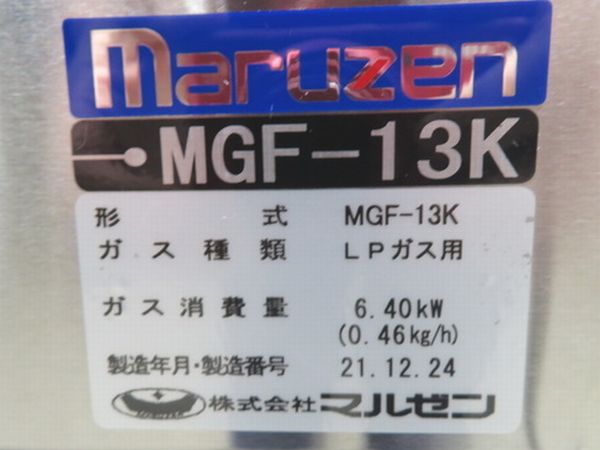 maruzen
MGF-13K
形式 MGF-13K
ガス種類 LPガス用
ガス消費量 6.40kW
(0.46kg/h)
製造年月・製造番号 21.12.24
株式会社マルゼン